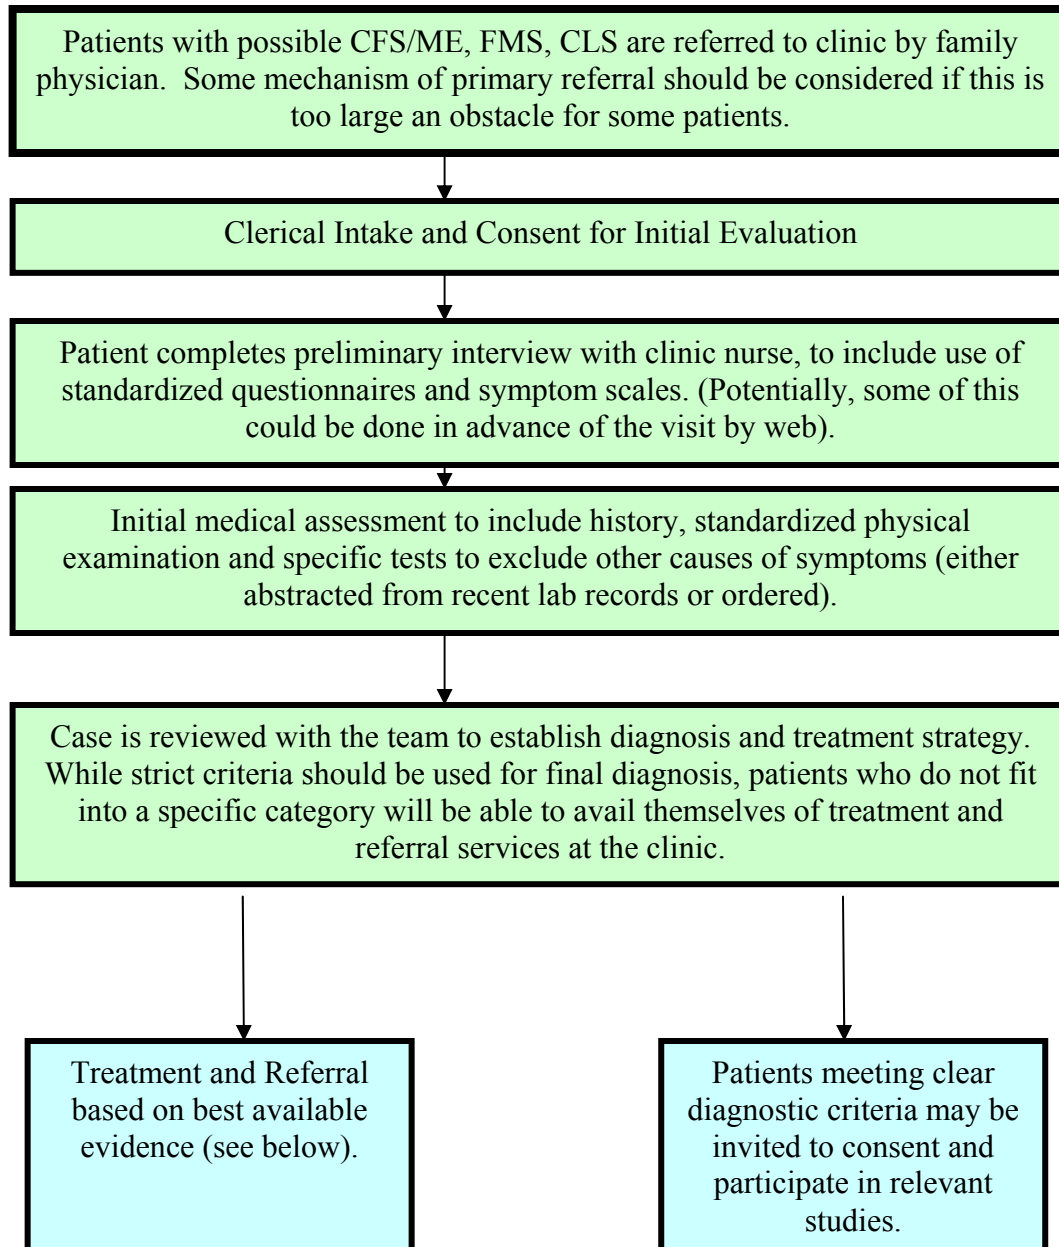 Patients with possible CFS/ME, FMS, CLS are referred to clinic by family
physician.  Some mechanism of primary referral should be considered if this is
too large an obstacle for some patients.
Clerical Intake and Consent for Initial Evaluation
Patient completes preliminary interview with clinic nurse, to include use of
standardized questionnaires and symptom scales. (Potentially, some of this
could be done in advance of the visit by web).
Initial medical assessment to include history, standardized physical
examination and specific tests to exclude other causes of symptoms (either
abstracted from recent lab records or ordered).
Case is reviewed with the team to establish diagnosis and treatment strategy.
While strict criteria should be used for final diagnosis, patients who do not fit
into a specific category will be able to avail themselves of treatment and
referral services at the clinic.
Treatment and Referral
based on best available
evidence (see below).
Patients meeting clear
diagnostic criteria may be
invited to consent and
participate in relevant
studies.